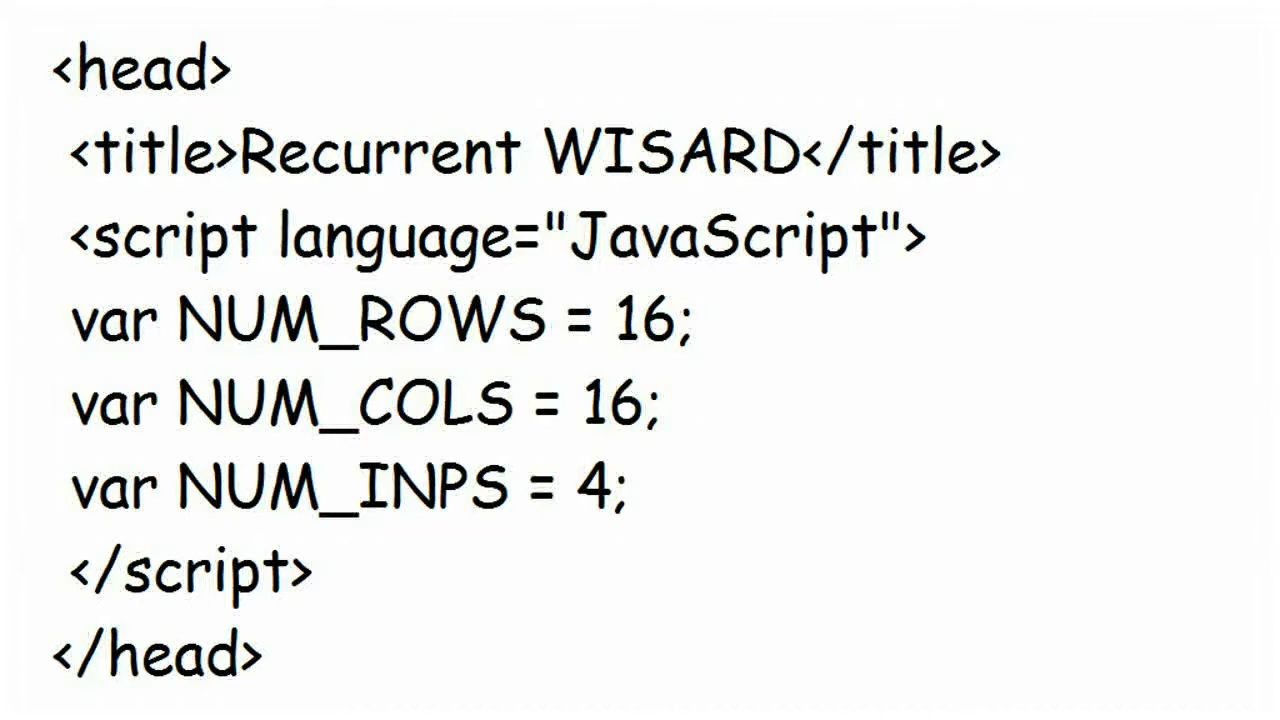 <head>
<title>Recurrent WISARD</title>
<script language="JavaScript">
var NUM_ROWS = 16;
var NUM_COLS = 16;
var NUM_INPS = 4;
</script>
</head>